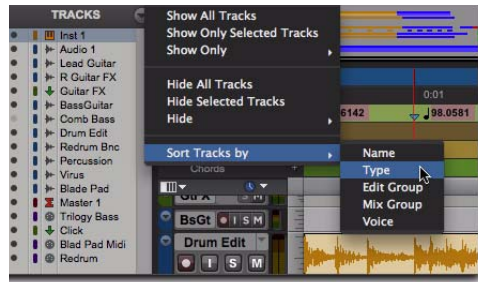 TRACKS
Inst 1
Audio 1
Lead Guitar
R Guitar FX
Guitar FX
BassGuitar
Comb Bass
Drum Edit
Redrum Bnc
Percussion
Virus
Blade Pad
Master 1
Trilogy Bass
Click
Blad Pad Midi
Redrum
Show All Tracks
Show Only Selected Tracks
Show Only
Hide All Tracks
Hide Selected Tracks
Hide
Sort Tracks by
Name
Type
Edit Group
Mix Group
Voice
0:01
6142
98.0581
Chords
Gtr X
BsGt
I S M
Drum Edit
I S M